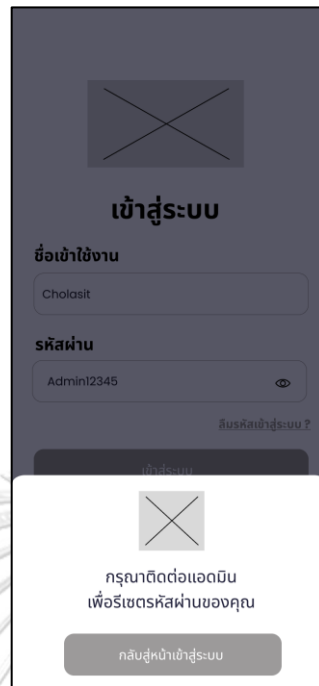 เข้าสู่ระบบ
ชื่อเข้าใช้งาน
Cholasit
รหัสผ่าน
Admin12345
ลืมรหัสเข้าสู่ระบบ ?
เข้าสู่ระบบ
กรุณาติดต่อแอดมิน
เพื่อรีเซตรหัสผ่านของคุณ
กลับสู่หน้าเข้าสู่ระบบ